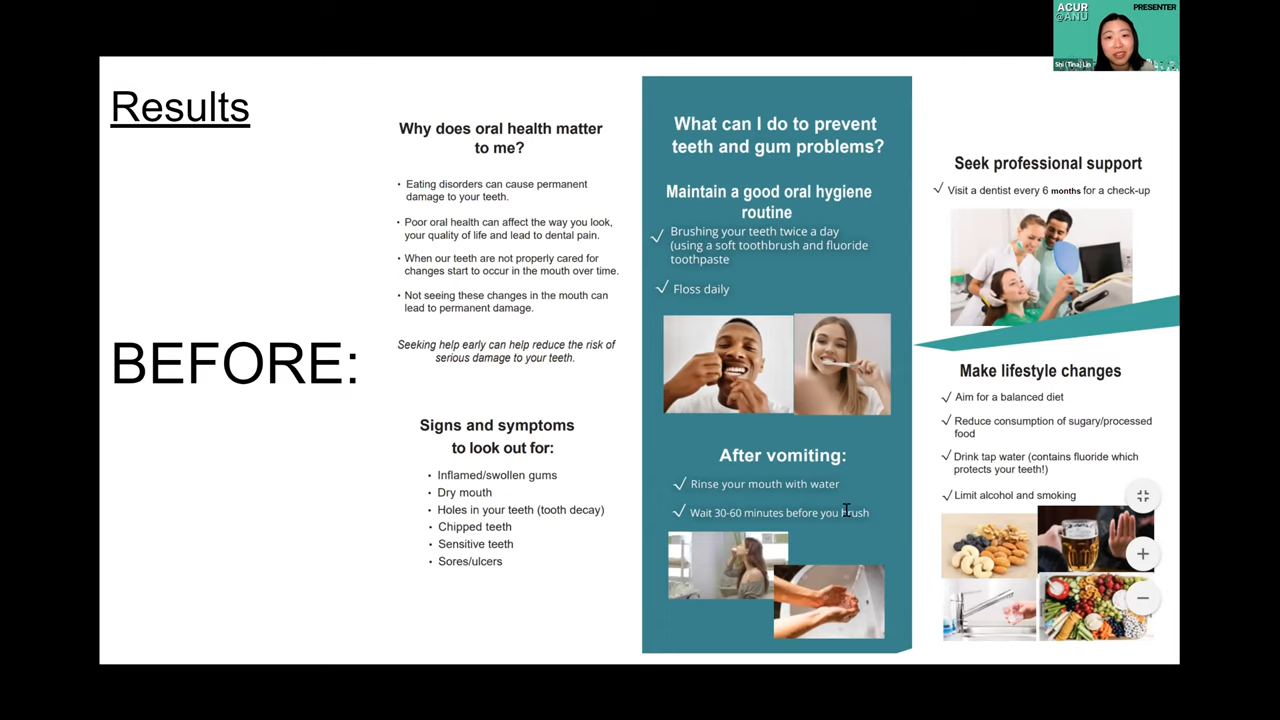 ACUR
@ANU
PRESENTER
Shi (Tina) Lin
Results
BEFORE:
Why does oral health matter
to me?
• Eating disorders can cause permanent
damage to your teeth.
• Poor oral health can affect the way you look,
your quality of life and lead to dental pain.
• When our teeth are not properly cared for
changes start to occur in the mouth over time.
• Not seeing these changes in the mouth can
lead to permanent damage.
Seeking help early can help reduce the risk of
serious damage to your teeth.
Signs and symptoms
to look out for:
• Inflamed/swollen gums
• Dry mouth
• Holes in your teeth (tooth decay)
• Chipped teeth
• Sensitive teeth
• Sores/ulcers
What can I do to prevent
teeth and gum problems?
Maintain a good oral hygiene
routine
✓ Brushing your teeth twice a day
(using a soft toothbrush and fluoride
toothpaste
✓ Floss daily
After vomiting:
✓ Rinse your mouth with water
✓ Wait 30-60 minutes before you brush
Seek professional support
✓ Visit a dentist every 6 months for a check-up
Make lifestyle changes
✓ Aim for a balanced diet
✓ Reduce consumption of sugary/processed
food
✓ Drink tap water (contains fluoride which
protects your teeth!)
✓ Limit alcohol and smoking